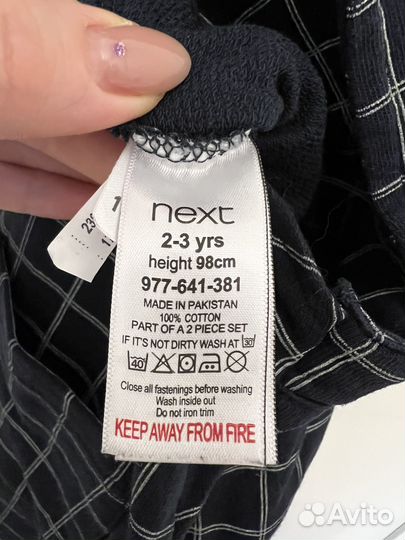 next
2-3 yrs
height 98cm
977-641-381
MADE IN PAKISTAN
100% COTTON
PART OF A 2 PIECE SET
IF IT'S NOT DIRTY WASH AT 30
40
Close all fastenings before washing
Wash inside out
Do not iron trim
KEEP AWAY FROM FIRE
Avito